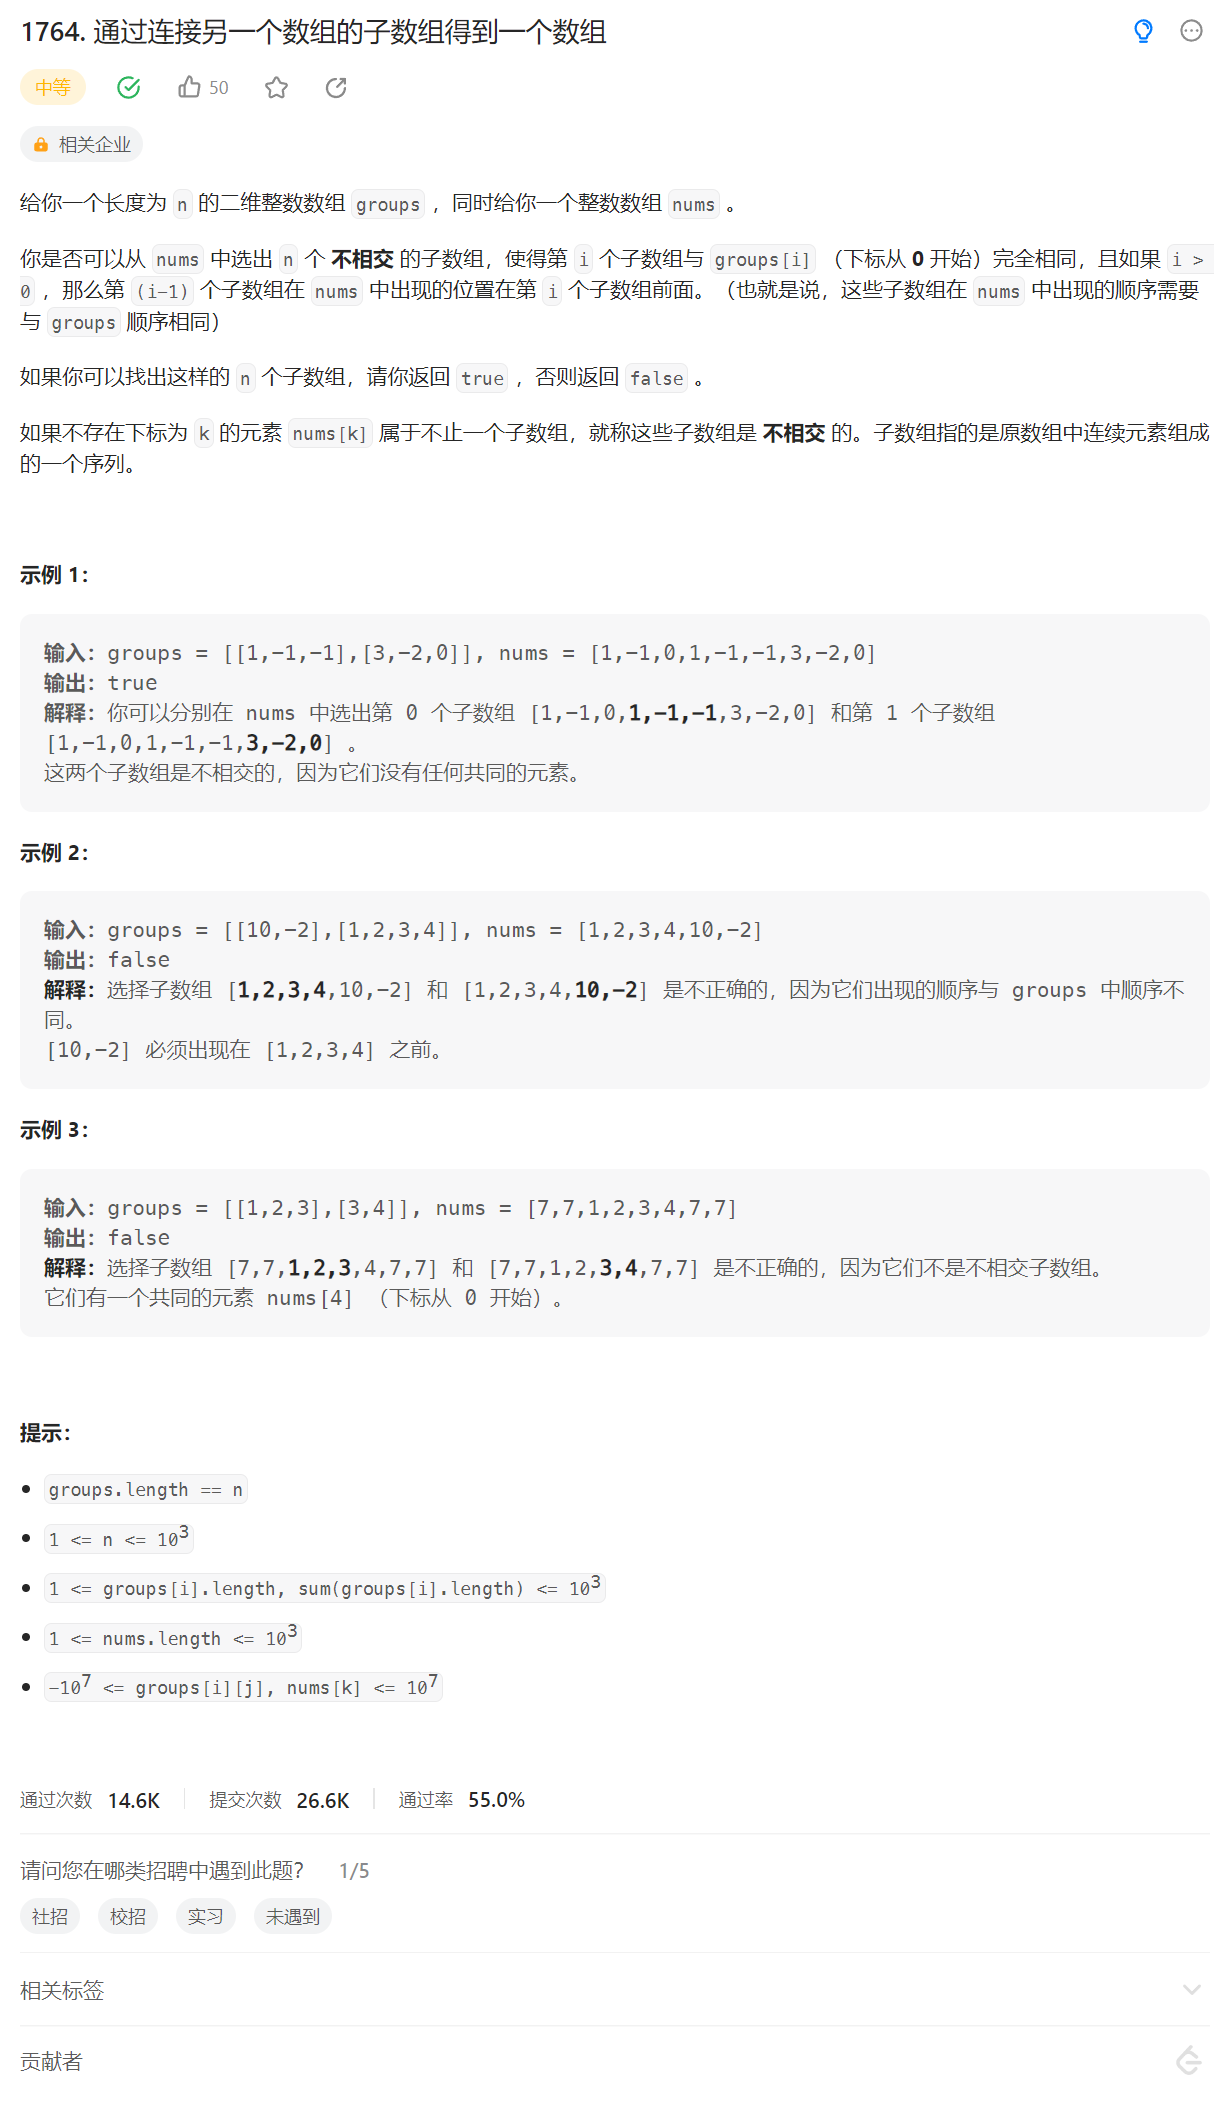 1764. 通过连接另一个数组的子数组得到一个数组
中等 50
相关企业
给你一个长度为 n 的二维整数数组 groups ，同时给你一个整数数组 nums 。
你是否可以从 nums 中选出 n 个 不相交 的子数组，使得第 i 个子数组与 groups[i] （下标从 0 开始）完全相同，且如果 i >
0 ，那么第 (i-1) 个子数组在 nums 中出现的位置在第 i 个子数组前面。（也就是说，这些子数组在 nums 中出现的顺序需要
与 groups 顺序相同）
如果你可以找出这样的 n 个子数组，请你返回 true ，否则返回 false 。
如果不存在下标为 k 的元素 nums[k] 属于不止一个子数组，就称这些子数组是 不相交 的。子数组指的是原数组中连续元素组成
的一个序列。
示例 1：
输入：groups = [[1,-1,-1],[3,-2,0]], nums = [1,-1,0,1,-1,-1,3,-2,0]
输出：true
解释：你可以分别在 nums 中选出第 0 个子数组 [1,-1,0,1,-1,-1,3,-2,0] 和第 1 个子数组
[1,-1,0,1,-1,-1,3,-2,0] 。
这两个子数组是不相交的，因为它们没有任何共同的元素。
示例 2：
输入：groups = [[10,-2],[1,2,3,4]], nums = [1,2,3,4,10,-2]
输出：false
解释：选择子数组 [1,2,3,4,10,-2] 和 [1,2,3,4,10,-2] 是不正确的，因为它们出现的顺序与 groups 中顺序不
同。
[10,-2] 必须出现在 [1,2,3,4] 之前。
示例 3：
输入：groups = [[1,2,3],[3,4]], nums = [7,7,1,2,3,4,7,7]
输出：false
解释：选择子数组 [7,7,1,2,3,4,7,7] 和 [7,7,1,2,3,4,7,7] 是不正确的，因为它们不是不相交子数组。
它们有一个共同的元素 nums[4] （下标从 0 开始）。
提示：
groups.length == n
1 <= n <= 10³
1 <= groups[i].length, sum(groups[i].length) <= 10³
1 <= nums.length <= 10³
-10⁷ <= groups[i][j], nums[k] <= 10⁷
通过次数 14.6K 提交次数 26.6K 通过率 55.0%
请问您在哪类招聘中遇到此题？ 1/5
社招 校招 实习 未遇到
相关标签
贡献者